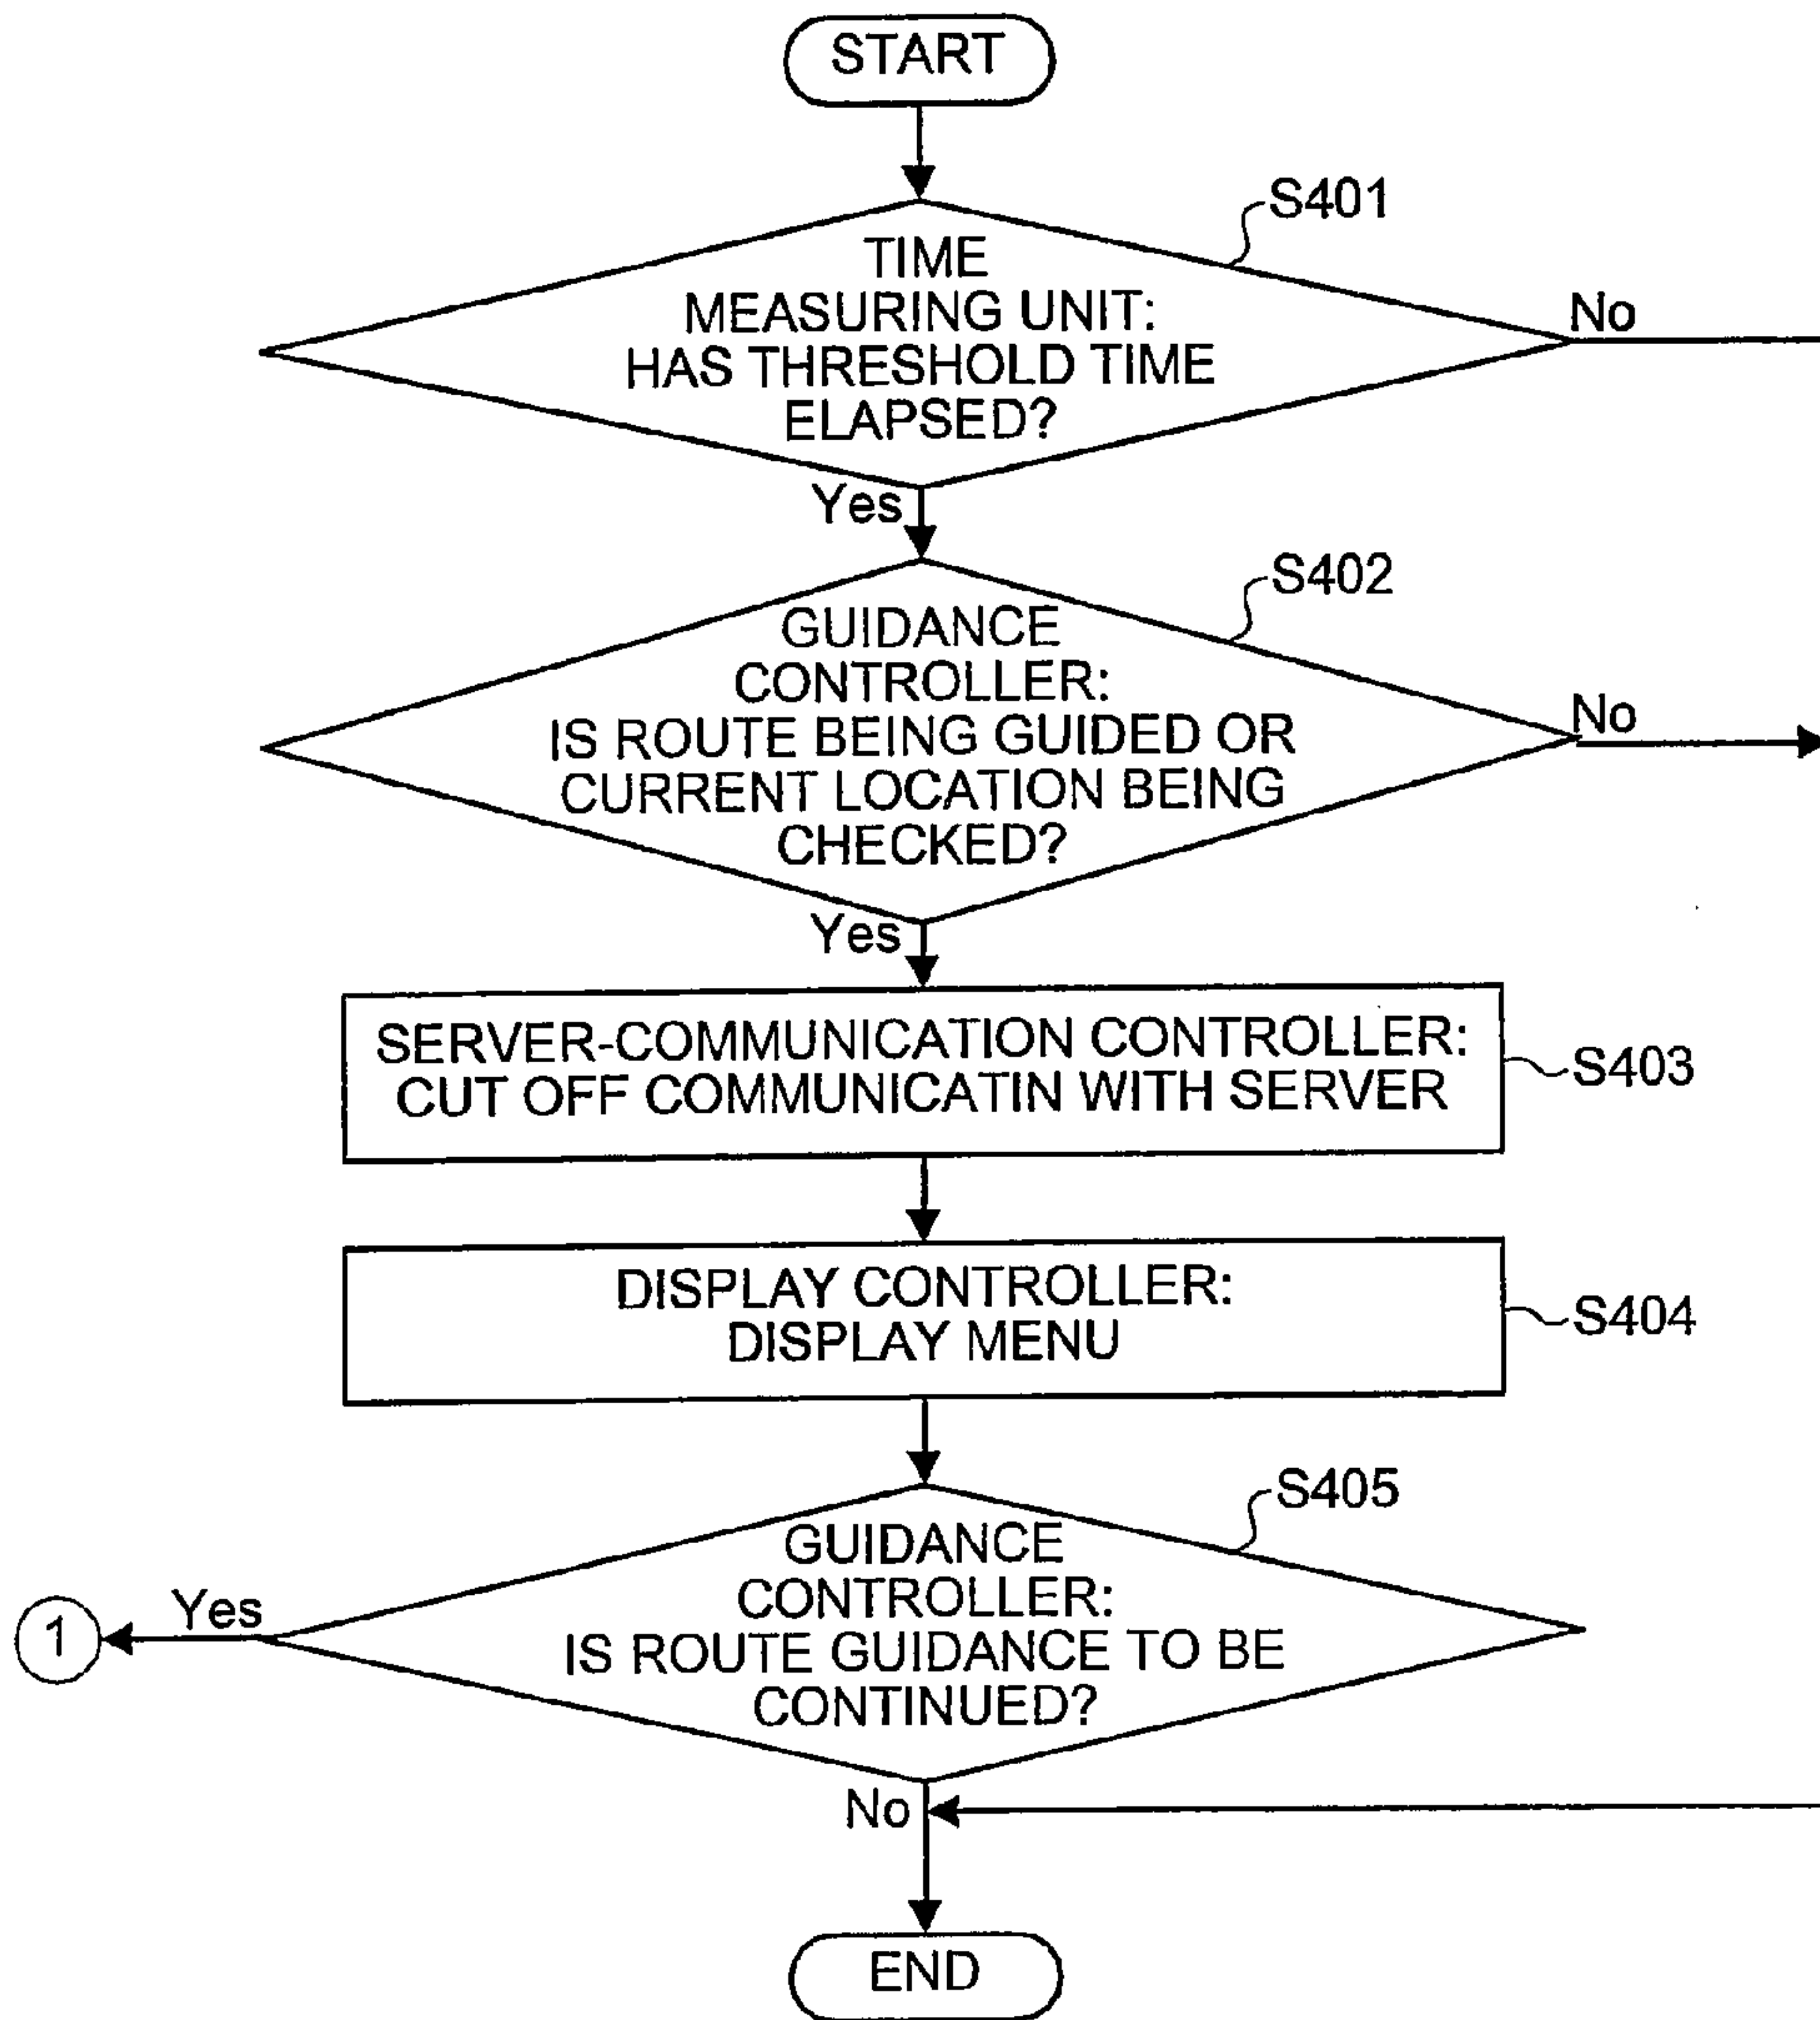 START
S401
TIME
MEASURING UNIT:
HAS THRESHOLD TIME
ELAPSED?
No
Yes
S402
GUIDANCE
CONTROLLER:
IS ROUTE BEING GUIDED OR
CURRENT LOCATION BEING
CHECKED?
No
Yes
SERVER-COMMUNICATION CONTROLLER:
CUT OFF COMMUNICATIN WITH SERVER
S403
DISPLAY CONTROLLER:
DISPLAY MENU
S404
S405
GUIDANCE
CONTROLLER:
IS ROUTE GUIDANCE TO BE
CONTINUED?
Yes
1
No
END